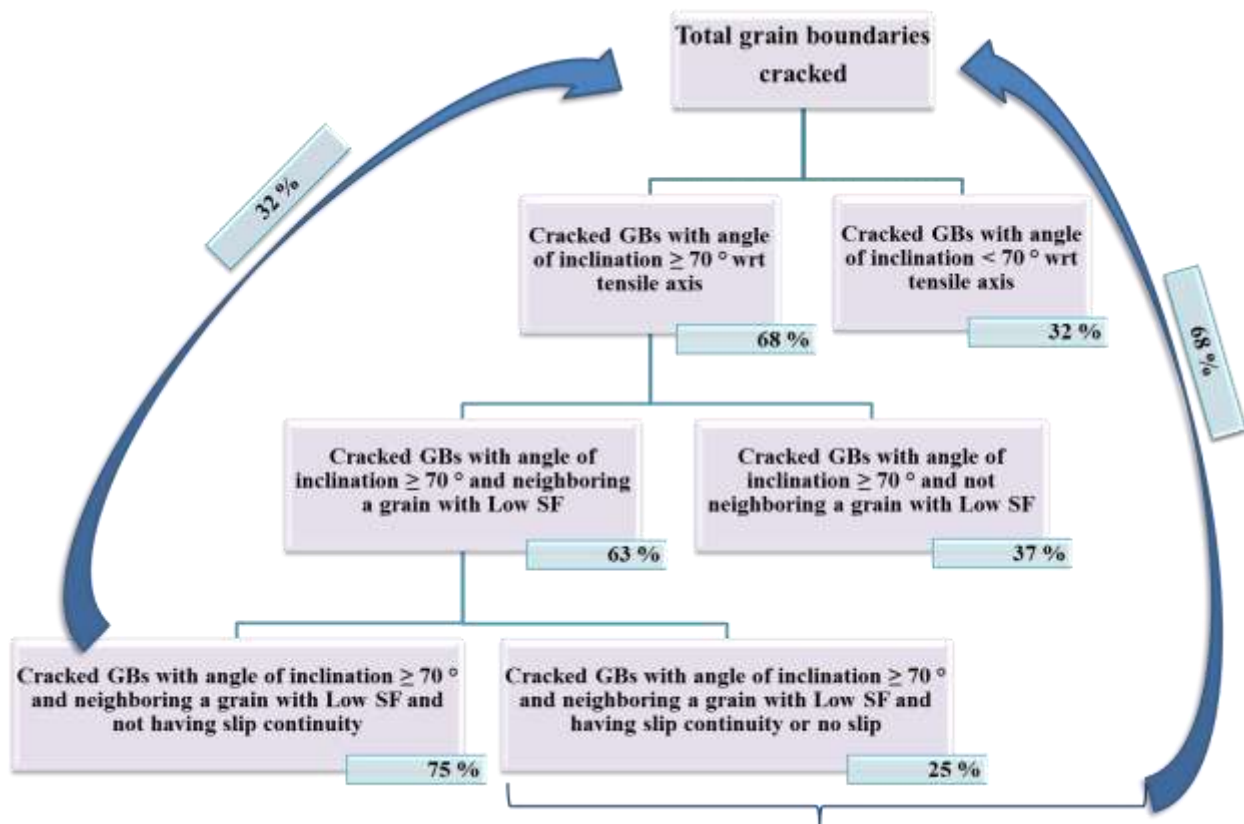 Total grain boundaries
cracked
32 %
Cracked GBs with angle
of inclination ≥ 70 ° wrt
tensile axis
68 %
Cracked GBs with angle
of inclination < 70 ° wrt
tensile axis
32 %
68 %
Cracked GBs with angle of
inclination ≥ 70 ° and neighboring
a grain with Low SF
63 %
Cracked GBs with angle of
inclination ≥ 70 ° and not
neighboring a grain with Low SF
37 %
Cracked GBs with angle of inclination ≥ 70 °
and neighboring a grain with Low SF and
not having slip continuity
75 %
Cracked GBs with angle of inclination ≥ 70 °
and neighboring a grain with Low SF and
having slip continuity or no slip
25 %